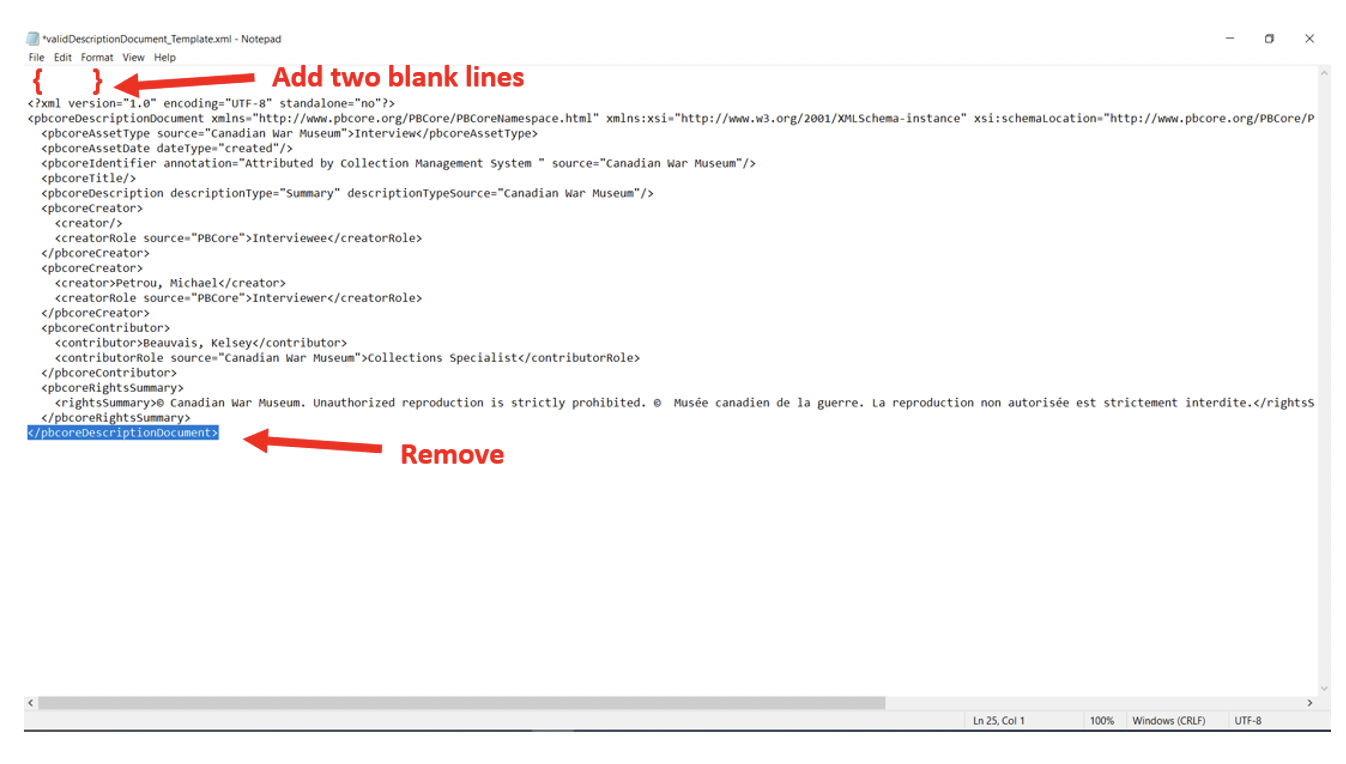 *validDescriptionDocument_Template.xml - Notepad
File Edit Format View Help
{ }
Add two blank lines
<?xml version="1.0" encoding="UTF-8" standalone="no"?>
<pbcoreDescriptionDocument xmlns="http://www.pbcore.org/PBCore/PBCoreNamespace.html" xmlns:xsi="http://www.w3.org/2001/XMLSchema-instance" xsi:schemaLocation="http://www.pbcore.org/PBCore/P
<pbcoreAssetType source="Canadian War Museum">Interview</pbcoreAssetType>
<pbcoreAssetDate dateType="created"/>
<pbcoreIdentifier annotation="Attributed by Collection Management System " source="Canadian War Museum"/>
<pbcoreTitle/>
<pbcoreDescription descriptionType="Summary" descriptionTypeSource="Canadian War Museum"/>
<pbcoreCreator>
<creator/>
<creatorRole source="PBCore">Interviewee</creatorRole>
</pbcoreCreator>
<pbcoreCreator>
<creator>Petrou, Michael</creator>
<creatorRole source="PBCore">Interviewer</creatorRole>
</pbcoreCreator>
<pbcoreContributor>
<contributor>Beauvais, Kelsey</contributor>
<contributorRole source="Canadian War Museum">Collections Specialist</contributorRole>
</pbcoreContributor>
<pbcoreRightsSummary>
<rightsSummary>© Canadian War Museum. Unauthorized reproduction is strictly prohibited. ©  Musée canadien de la guerre. La reproduction non autorisée est strictement interdite.</rightsS
</pbcoreRightsSummary>
</pbcoreDescriptionDocument>
Remove
Ln 25, Col 1 100% Windows (CRLF) UTF-8